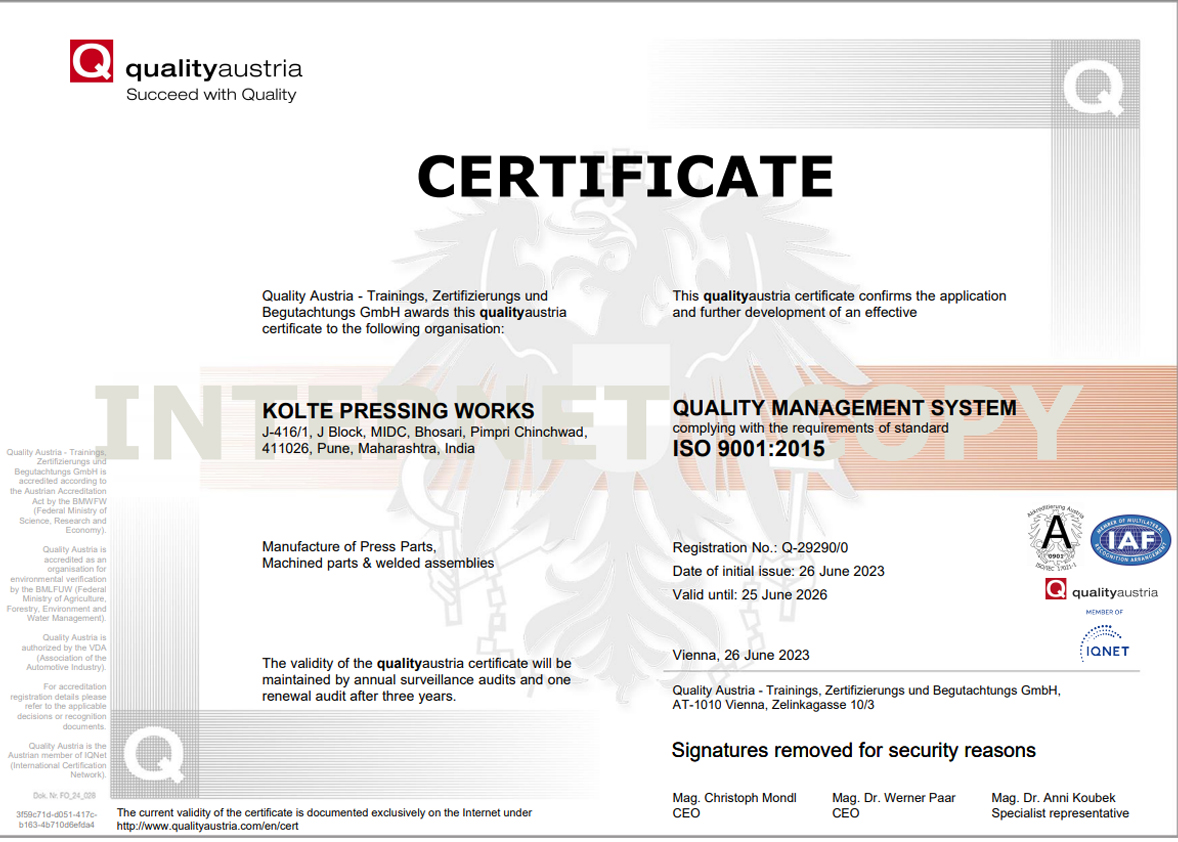 Q qualityaustria
Succeed with Quality
Q
CERTIFICATE
Quality Austria - Trainings, Zertifizierungs und
Begutachtungs GmbH awards this qualityaustria
certificate to the following organisation:
This qualityaustria certificate confirms the application
and further development of an effective
INTERNET COPY
KOLTE PRESSING WORKS
J-416/1, J Block, MIDC, Bhosari, Pimpri Chinchwad,
411026, Pune, Maharashtra, India
QUALITY MANAGEMENT SYSTEM
complying with the requirements of standard
ISO 9001:2015
Manufacture of Press Parts,
Machined parts & welded assemblies
Registration No.: Q-29290/0
Date of initial issue: 26 June 2023
Valid until: 25 June 2026
Akkreditierung Austria
A
0901
ISO/IEC 17021-1
MEMBER OF MULTILATERAL
IAF
RECOGNITION ARRANGEMENT
Q qualityaustria
MEMBER OF
IQNET
The validity of the qualityaustria certificate will be
maintained by annual surveillance audits and one
renewal audit after three years.
Vienna, 26 June 2023
Quality Austria - Trainings, Zertifizierungs und Begutachtungs GmbH,
AT-1010 Vienna, Zelinkagasse 10/3
Signatures removed for security reasons
Mag. Christoph Mondl
CEO
Mag. Dr. Werner Paar
CEO
Mag. Dr. Anni Koubek
Specialist representative
Quality Austria - Trainings,
Zertifizierungs und
Begutachtungs GmbH is
accredited according to
the Austrian Accreditation
Act by the BMWFW
(Federal Ministry of
Science, Research and
Economy).
Quality Austria is
accredited as an
organisation for
environmental verification
by the BMLFUW (Federal
Ministry of Agriculture,
Forestry, Environment and
Water Management).
Quality Austria is
authorized by the VDA
(Association of the
Automotive Industry).
For accreditation
registration details please
refer to the applicable
decisions or recognition
documents.
Quality Austria is the
Austrian member of IQNet
(International Certification
Network).
Dok. Nr. FO_24_028
3f59c71d-d051-417c-
b163-4b710d6efda4
Q
The current validity of the certificate is documented exclusively on the Internet under
http://www.qualityaustria.com/en/cert